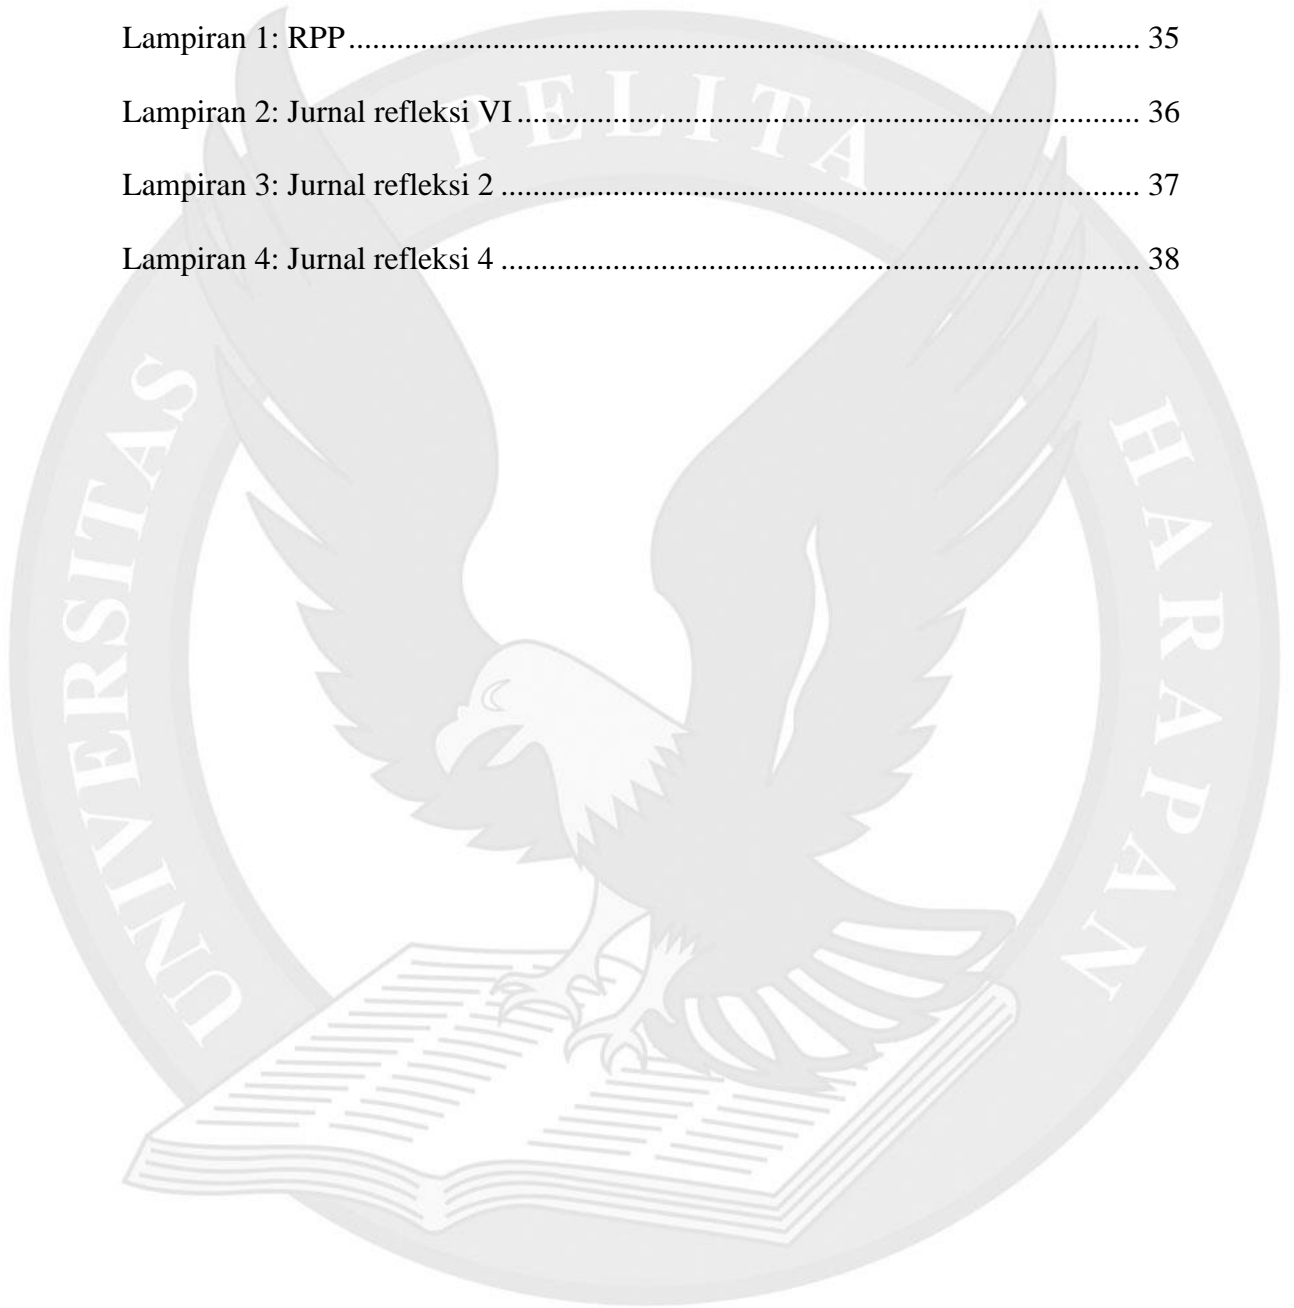 Lampiran 1: RPP.................................................................................... 35
Lampiran 2: Jurnal refleksi VI.................................................................. 36
Lampiran 3: Jurnal refleksi 2 .................................................................... 37
Lampiran 4: Jurnal refleksi 4 .................................................................... 38
UNIVERSITAS PELITA HARAPAN